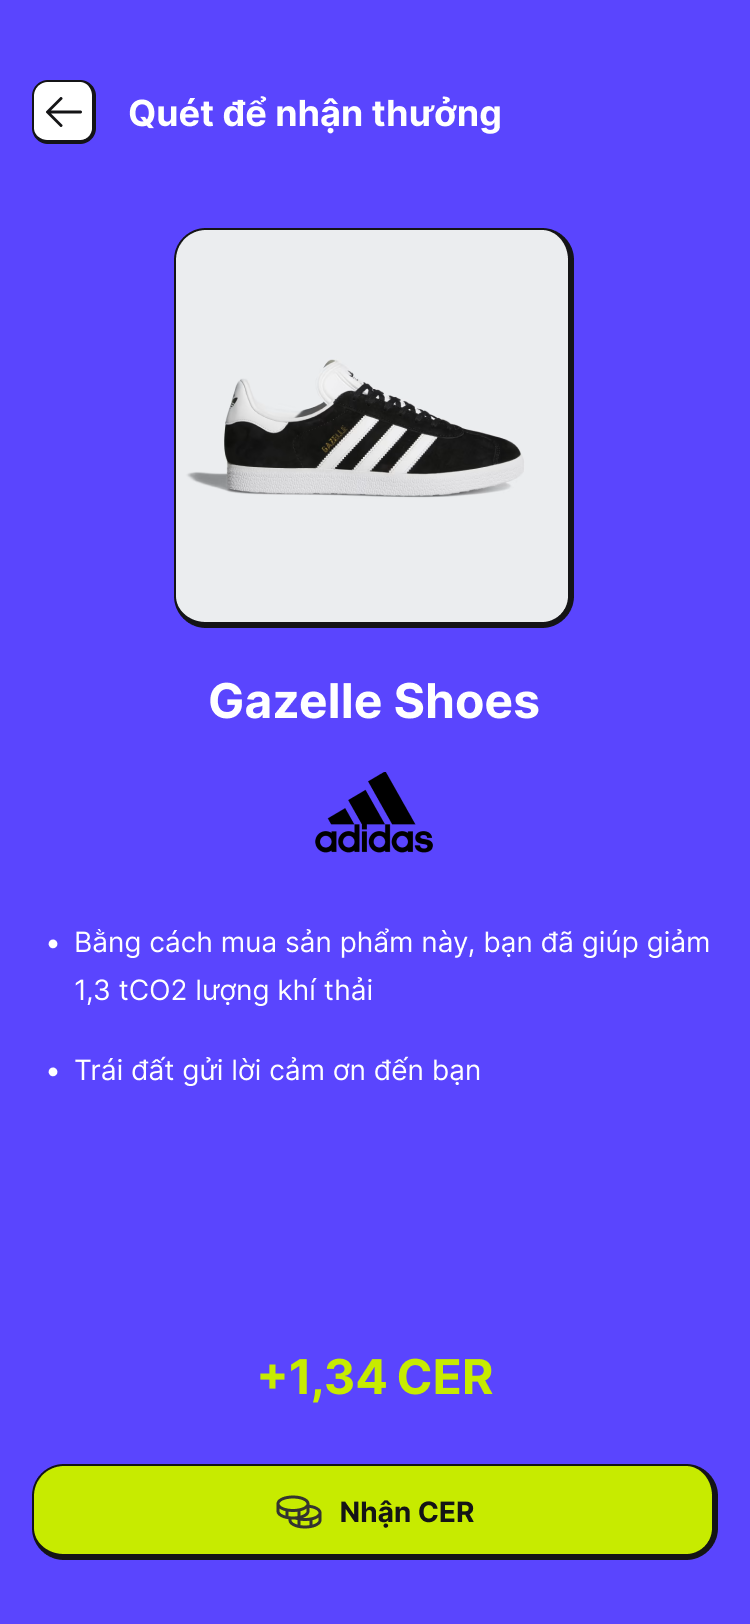 Quét để nhận thưởng
GAZELLE
Gazelle Shoes
adidas
• Bằng cách mua sản phẩm này, bạn đã giúp giảm
1,3 tCO2 lượng khí thải
• Trái đất gửi lời cảm ơn đến bạn
+1,34 CER
Nhận CER